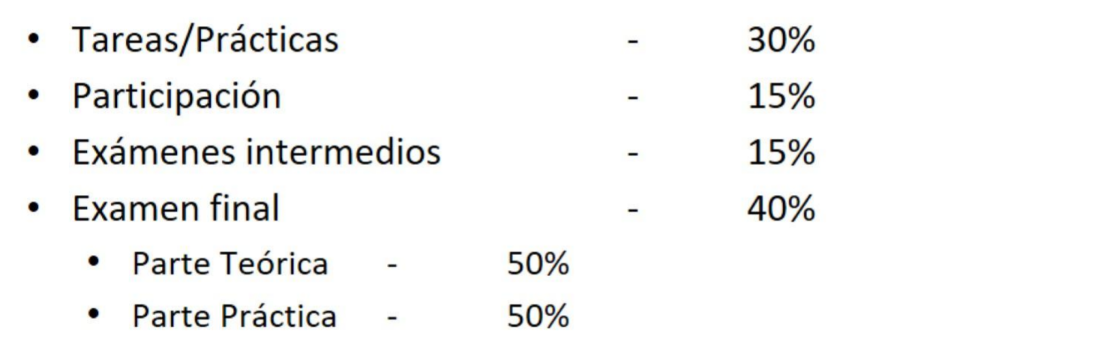 • Tareas/Prácticas - 30%
• Participación - 15%
• Exámenes intermedios - 15%
• Examen final - 40%
• Parte Teórica - 50%
• Parte Práctica - 50%